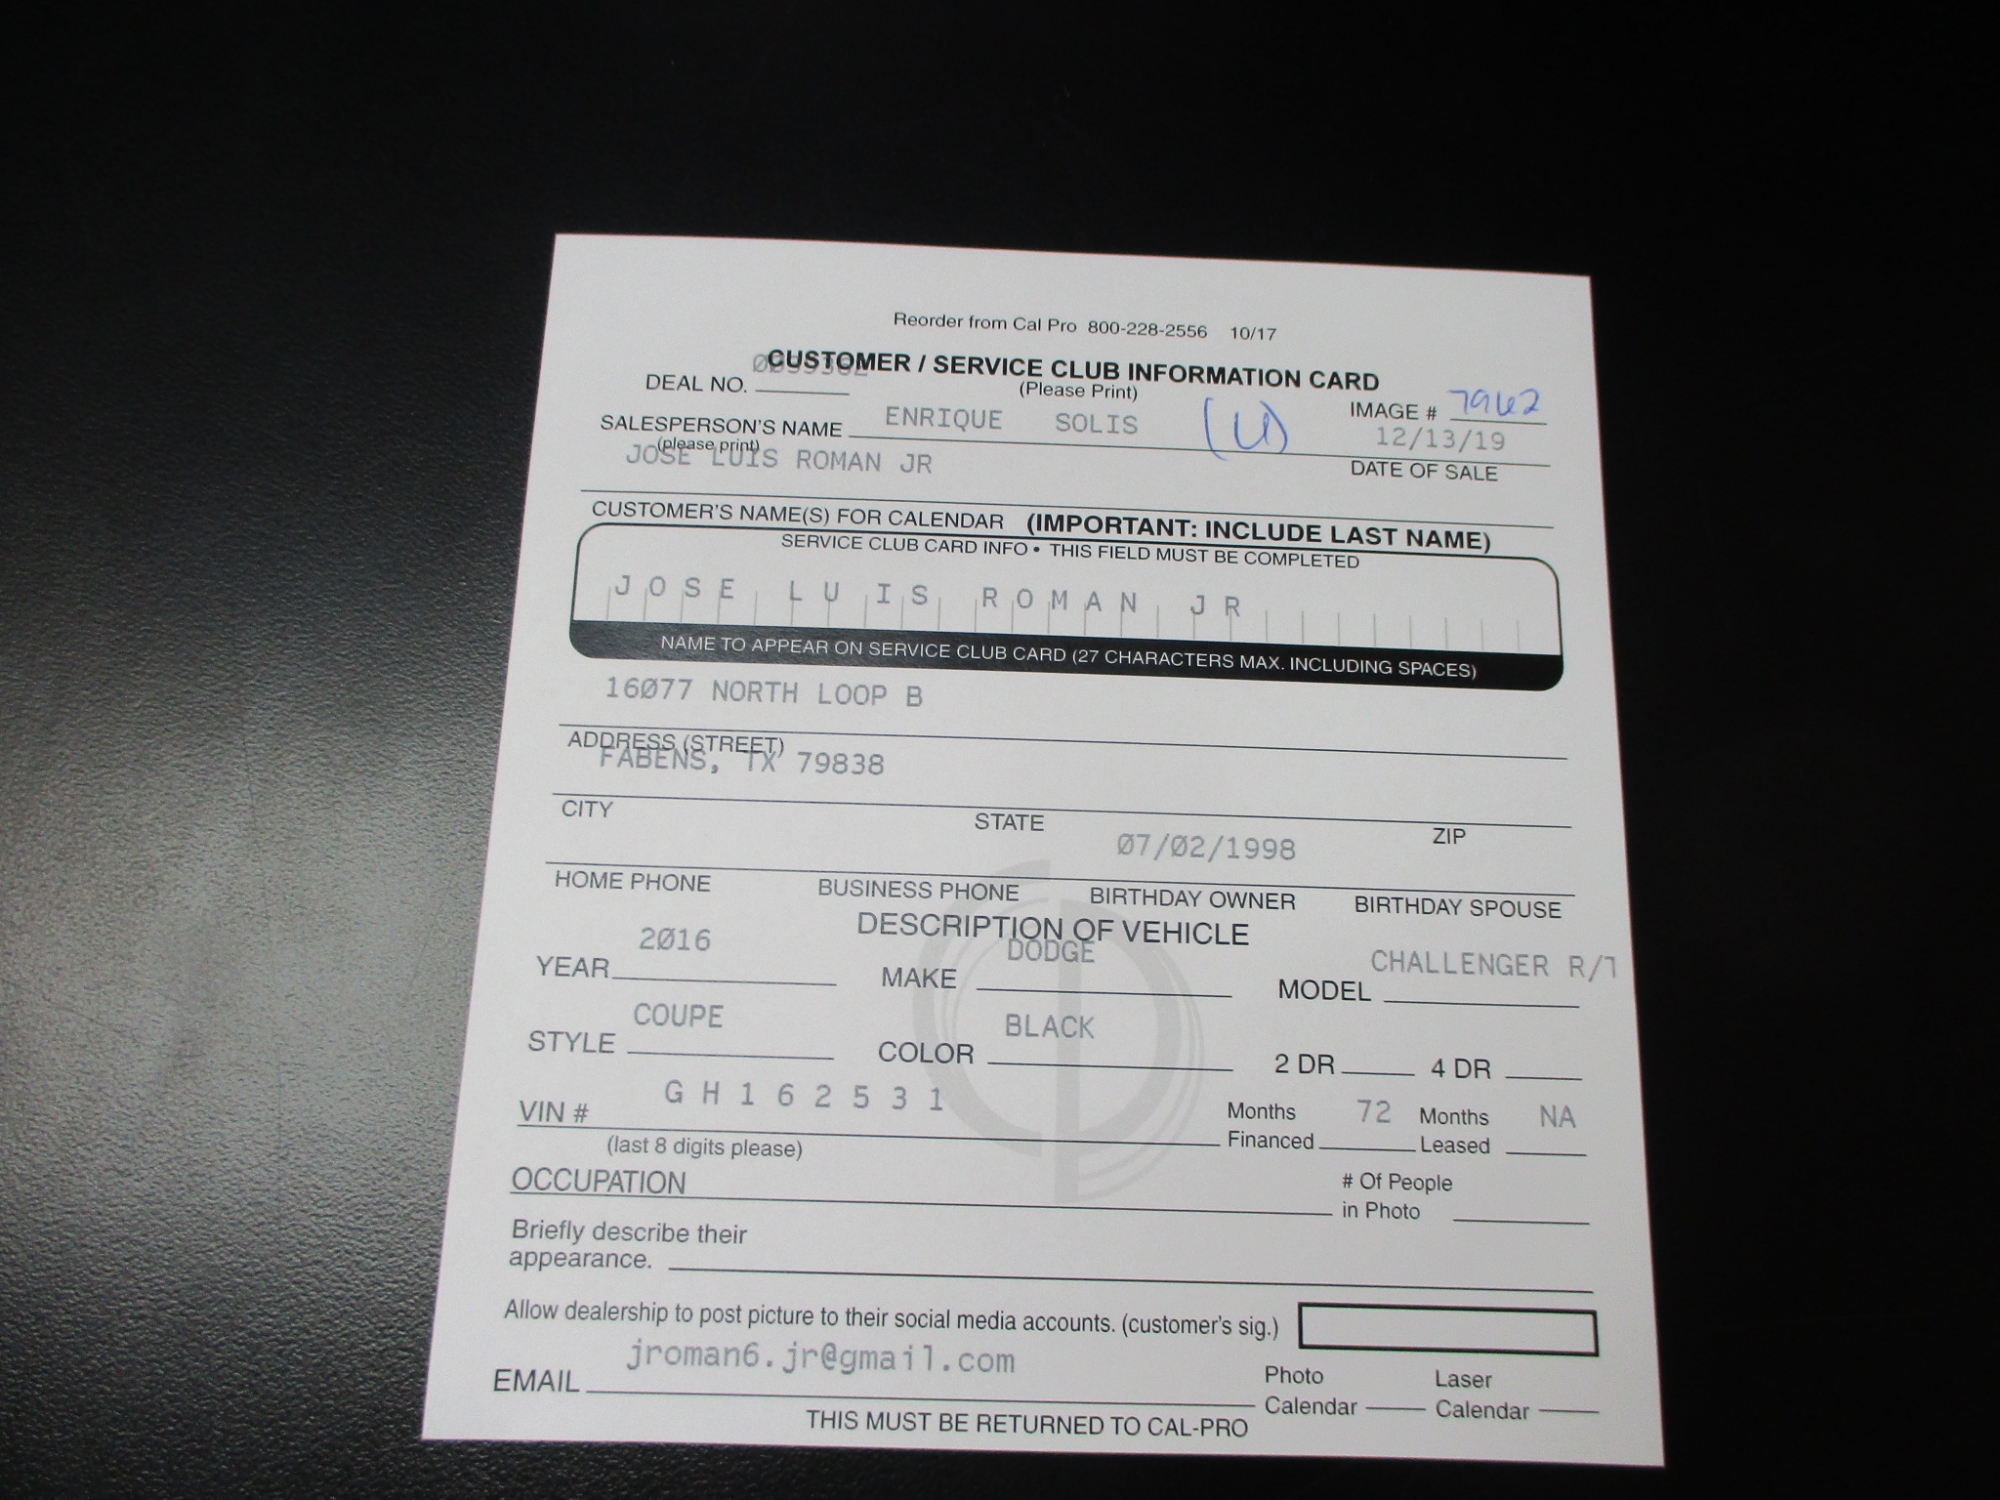 Reorder from Cal Pro 800-228-2556 10/17
CUSTOMER / SERVICE CLUB INFORMATION CARD
DEAL NO. (Please Print)
IMAGE # 7962
SALESPERSON'S NAME ENRIQUE SOLIS (U) 12/13/19
(please print) DATE OF SALE
JOSE LUIS ROMAN JR
CUSTOMER'S NAME(S) FOR CALENDAR (IMPORTANT: INCLUDE LAST NAME)
SERVICE CLUB CARD INFO • THIS FIELD MUST BE COMPLETED
JOSE LUIS ROMAN JR
NAME TO APPEAR ON SERVICE CLUB CARD (27 CHARACTERS MAX. INCLUDING SPACES)
16077 NORTH LOOP B
ADDRESS (STREET)
FABENS, TX 79838
CITY STATE ZIP
07/02/1998
HOME PHONE BUSINESS PHONE BIRTHDAY OWNER BIRTHDAY SPOUSE
DESCRIPTION OF VEHICLE
YEAR 2016 MAKE DODGE MODEL CHALLENGER R/T
STYLE COUPE COLOR BLACK 2 DR 4 DR
VIN # G H 1 6 2 5 3 1 Months Financed 72 Months Leased NA
(last 8 digits please)
OCCUPATION # Of People in Photo
Briefly describe their
appearance.
Allow dealership to post picture to their social media accounts. (customer's sig.)
EMAIL jroman6.jr@gmail.com Photo Calendar Laser Calendar
THIS MUST BE RETURNED TO CAL-PRO